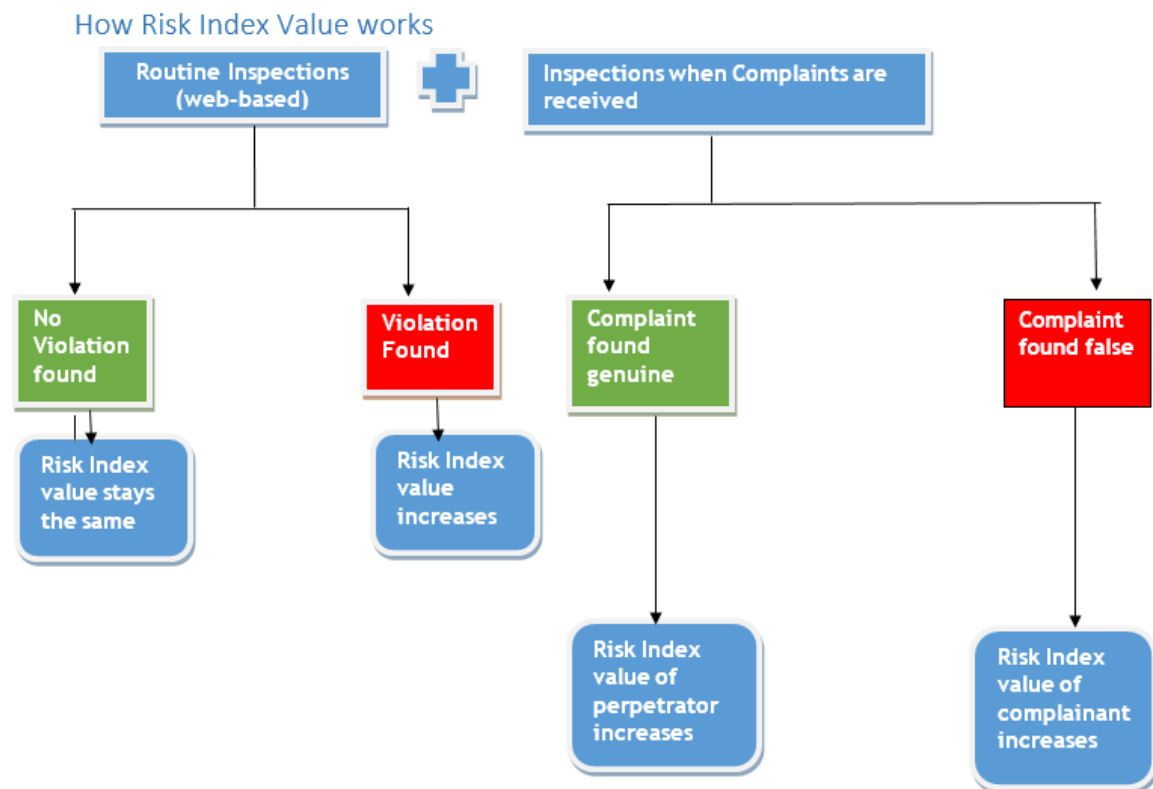 How Risk Index Value works
Routine Inspections
(web-based)
Inspections when Complaints are
received
No
Violation
found
Violation
Found
Complaint
found
genuine
Complaint
found false
Risk Index
value stays
the same
Risk Index
value
increases
Risk Index
value of
perpetrator
increases
Risk Index
value of
complainant
increases